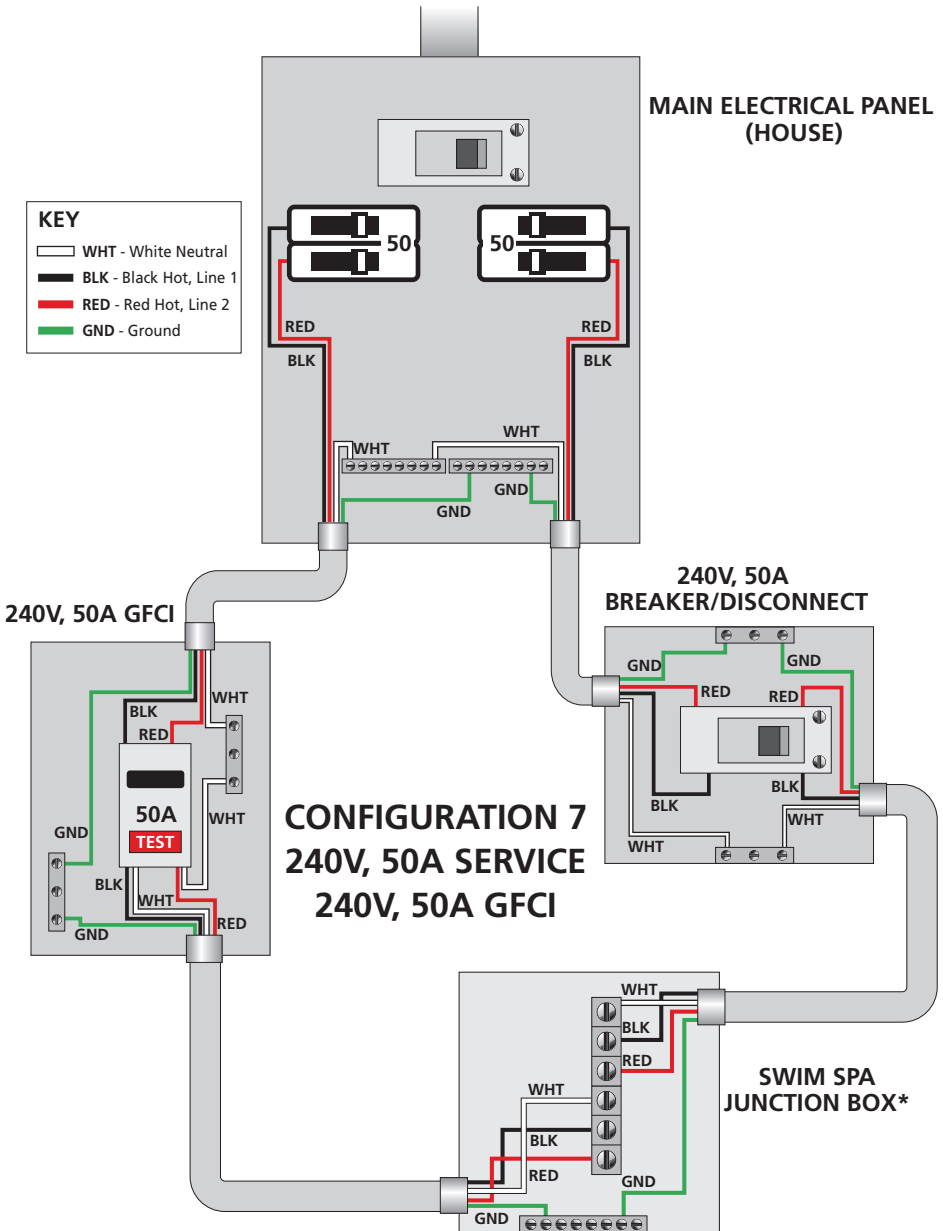 MAIN ELECTRICAL PANEL
(HOUSE)
KEY
WHT - White Neutral
BLK - Black Hot, Line 1
RED - Red Hot, Line 2
GND - Ground
50
50
RED
BLK
RED
BLK
WHT
WHT
GND
GND
240V, 50A GFCI
WHT
BLK
RED
50A
TEST
WHT
GND
BLK
WHT
RED
GND
240V, 50A
BREAKER/DISCONNECT
GND
GND
RED
RED
BLK
BLK
WHT
WHT
CONFIGURATION 7
240V, 50A SERVICE
240V, 50A GFCI
WHT
BLK
RED
WHT
BLK
RED
GND
GND
SWIM SPA
JUNCTION BOX*